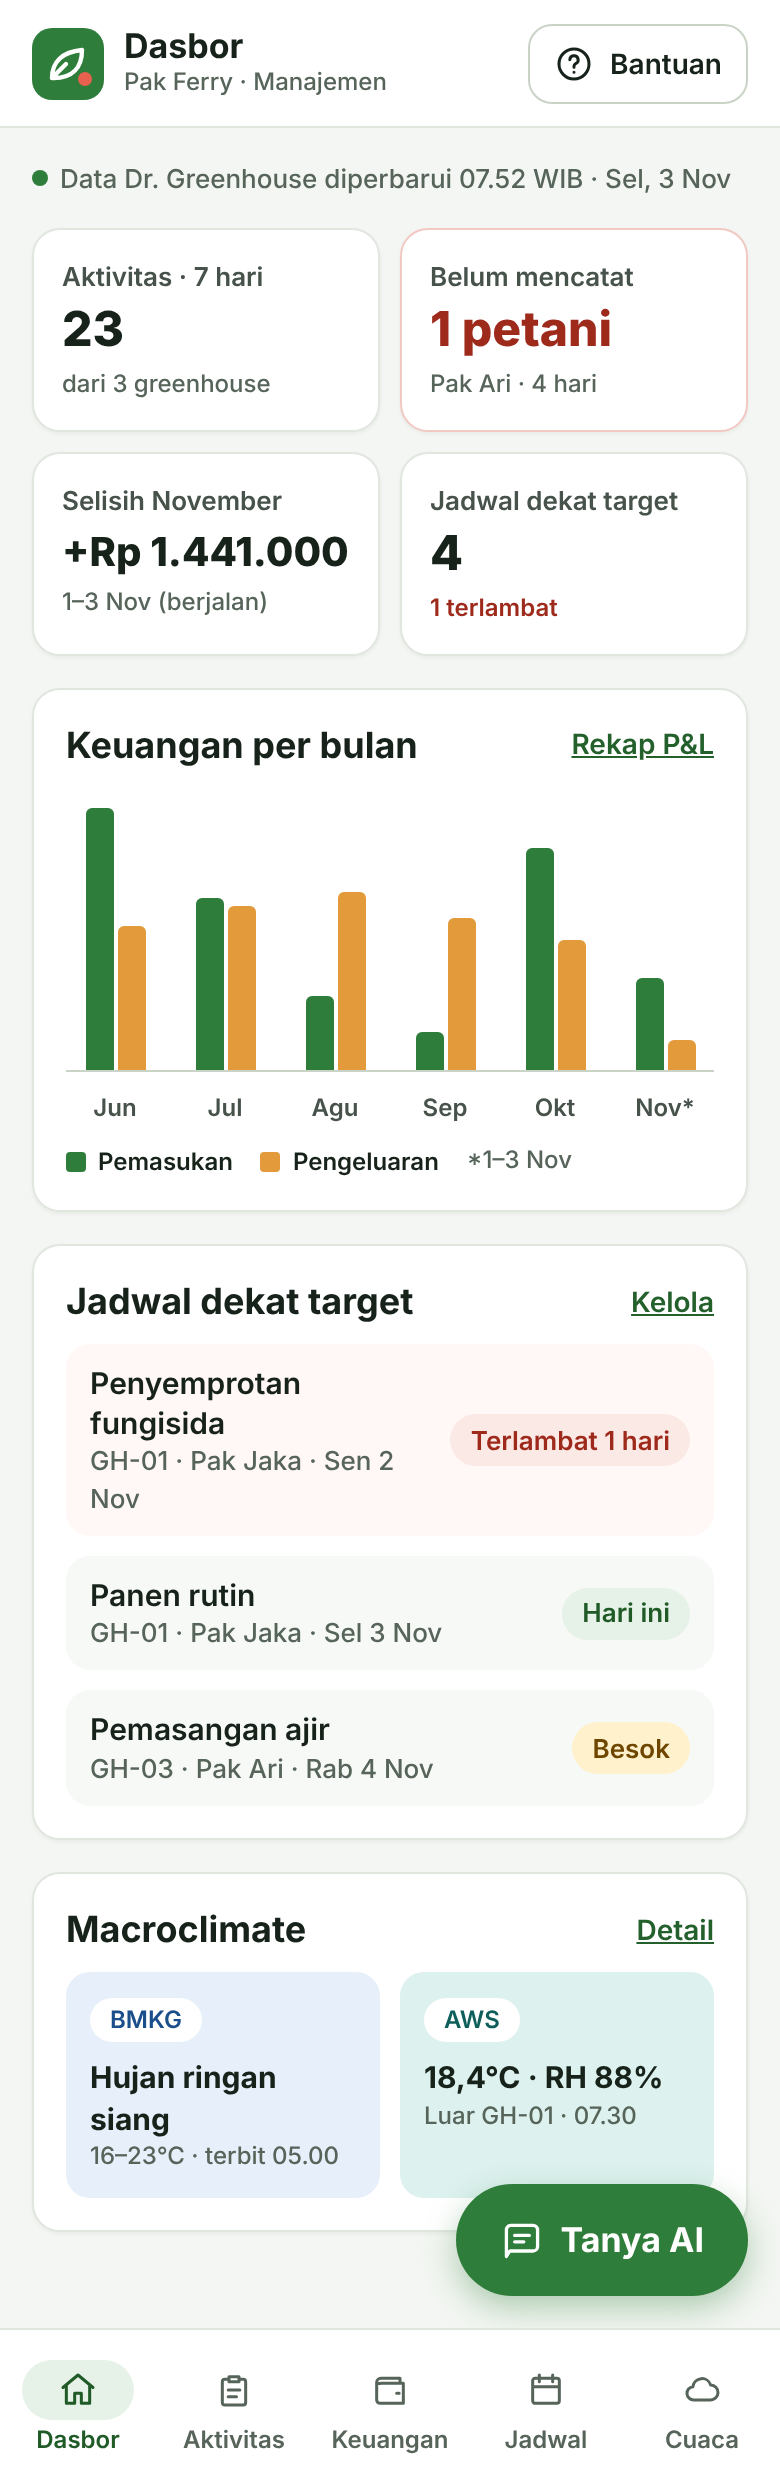 Dasbor
Pak Ferry · Manajemen
Bantuan
Data Dr. Greenhouse diperbarui 07.52 WIB · Sel, 3 Nov
Aktivitas · 7 hari
23
dari 3 greenhouse
Belum mencatat
1 petani
Pak Ari · 4 hari
Selisih November
+Rp 1.441.000
1–3 Nov (berjalan)
Jadwal dekat target
4
1 terlambat
Keuangan per bulan
Rekap P&L
Jun Jul Agu Sep Okt Nov*
Pemasukan Pengeluaran *1–3 Nov
Jadwal dekat target
Kelola
Penyemprotan
fungisida
GH-01 · Pak Jaka · Sen 2
Nov
Terlambat 1 hari
Panen rutin
GH-01 · Pak Jaka · Sel 3 Nov
Hari ini
Pemasangan ajir
GH-03 · Pak Ari · Rab 4 Nov
Besok
Macroclimate
Detail
BMKG
Hujan ringan
siang
16–23°C · terbit 05.00
AWS
18,4°C · RH 88%
Luar GH-01 · 07.30
Tanya AI
Dasbor Aktivitas Keuangan Jadwal Cuaca